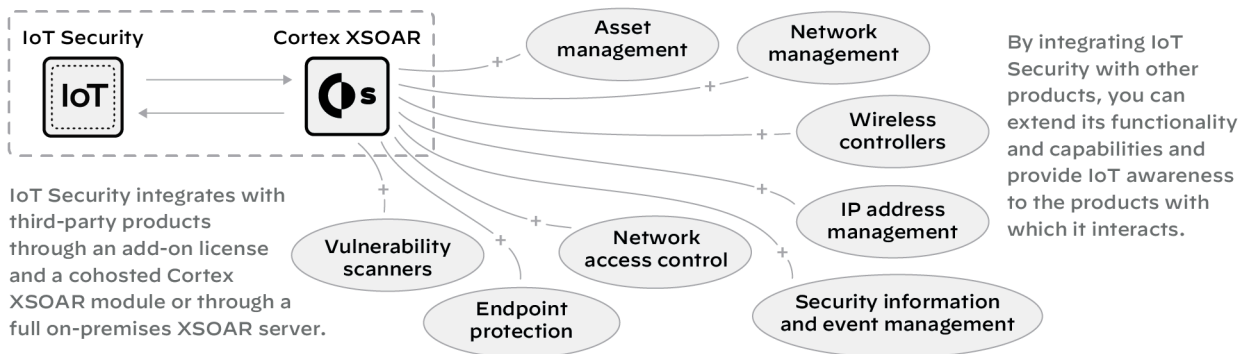 IoT Security
Cortex XSOAR
IoT
S
Asset
management
Network
management
Wireless
controllers
IP address
management
Security information
and event management
Network
access control
Endpoint
protection
Vulnerability
scanners
IoT Security integrates with
third-party products
through an add-on license
and a cohosted Cortex
XSOAR module or through a
full on-premises XSOAR server.
By integrating IoT
Security with other
products, you can
extend its functionality
and capabilities and
provide IoT awareness
to the products with
which it interacts.